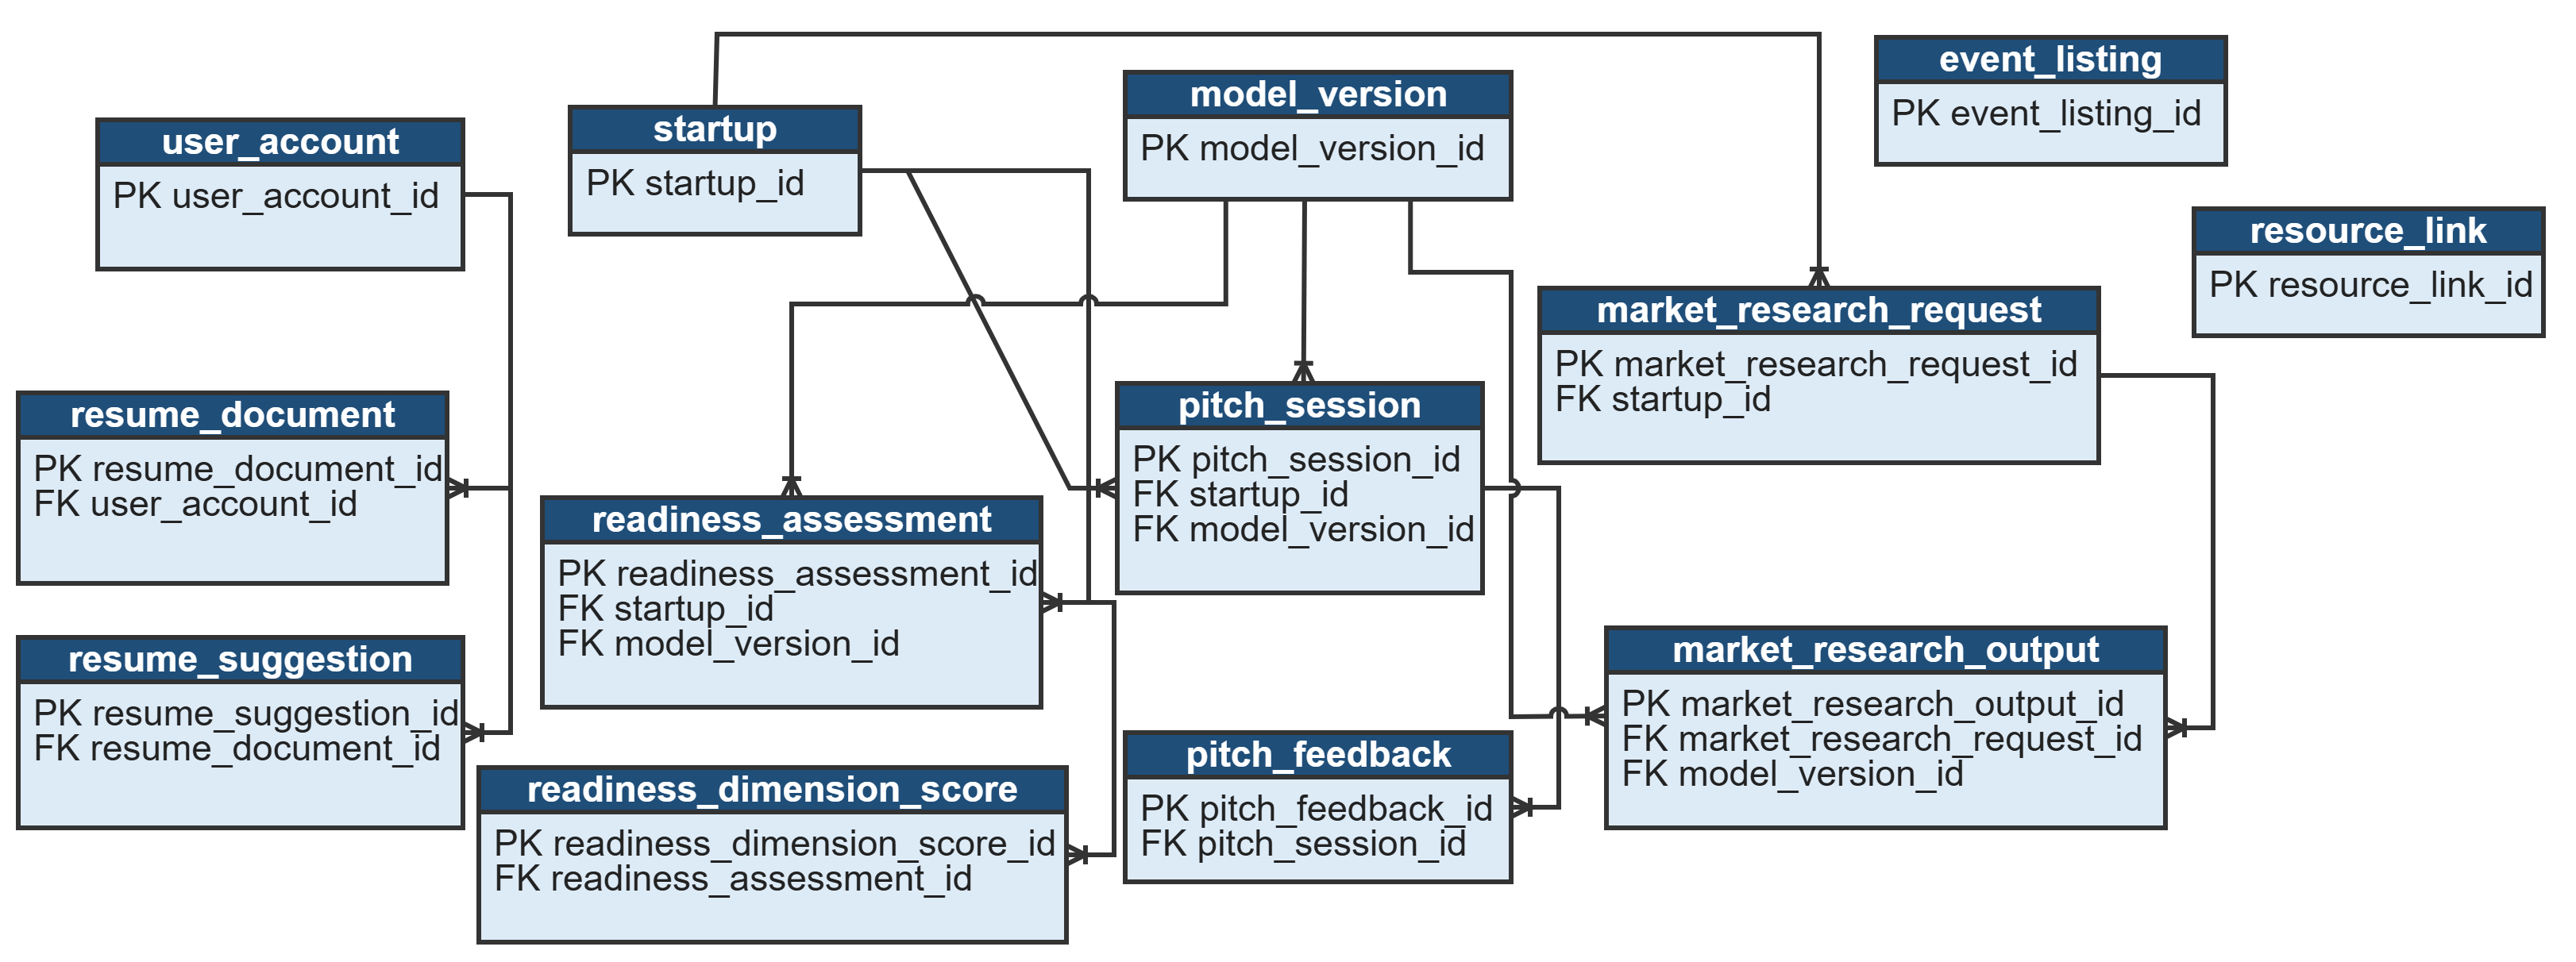 user_account
PK user_account_id
startup
PK startup_id
model_version
PK model_version_id
event_listing
PK event_listing_id
resource_link
PK resource_link_id
market_research_request
PK market_research_request_id
FK startup_id
resume_document
PK resume_document_id
FK user_account_id
pitch_session
PK pitch_session_id
FK startup_id
FK model_version_id
readiness_assessment
PK readiness_assessment_id
FK startup_id
FK model_version_id
resume_suggestion
PK resume_suggestion_id
FK resume_document_id
market_research_output
PK market_research_output_id
FK market_research_request_id
FK model_version_id
pitch_feedback
PK pitch_feedback_id
FK pitch_session_id
readiness_dimension_score
PK readiness_dimension_score_id
FK readiness_assessment_id